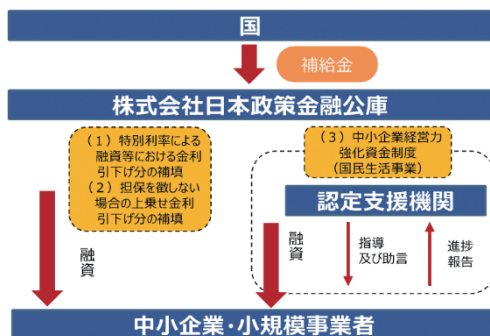 国
補給金
株式会社日本政策金融公庫
（１）特別利率による
融資等における金利
引下げ分の補填
（２）担保を徴しない
場合の上乗せ金利
引下げ分の補填
（３）中小企業経営力
強化資金制度
（国民生活事業）
認定支援機関
融資
融資
指導
及び助言
進捗
報告
中小企業・小規模事業者